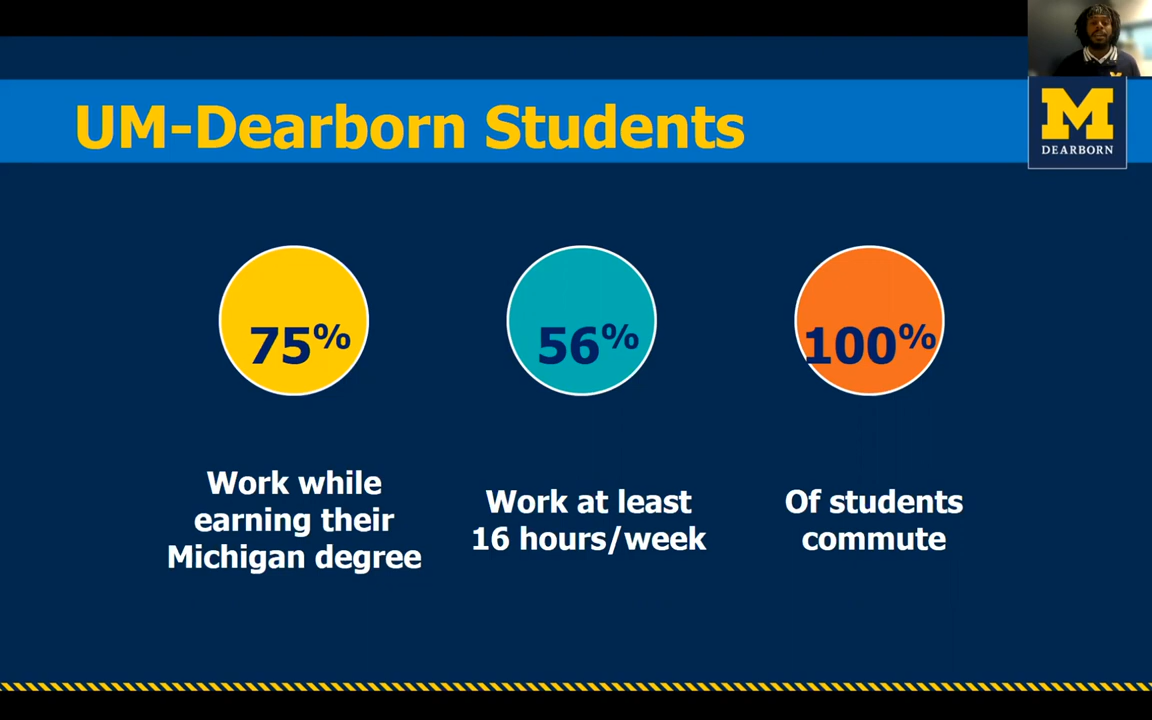 UM-Dearborn Students
M
DEARBORN
75%
56%
100%
Work while
earning their
Michigan degree
Work at least
16 hours/week
Of students
commute